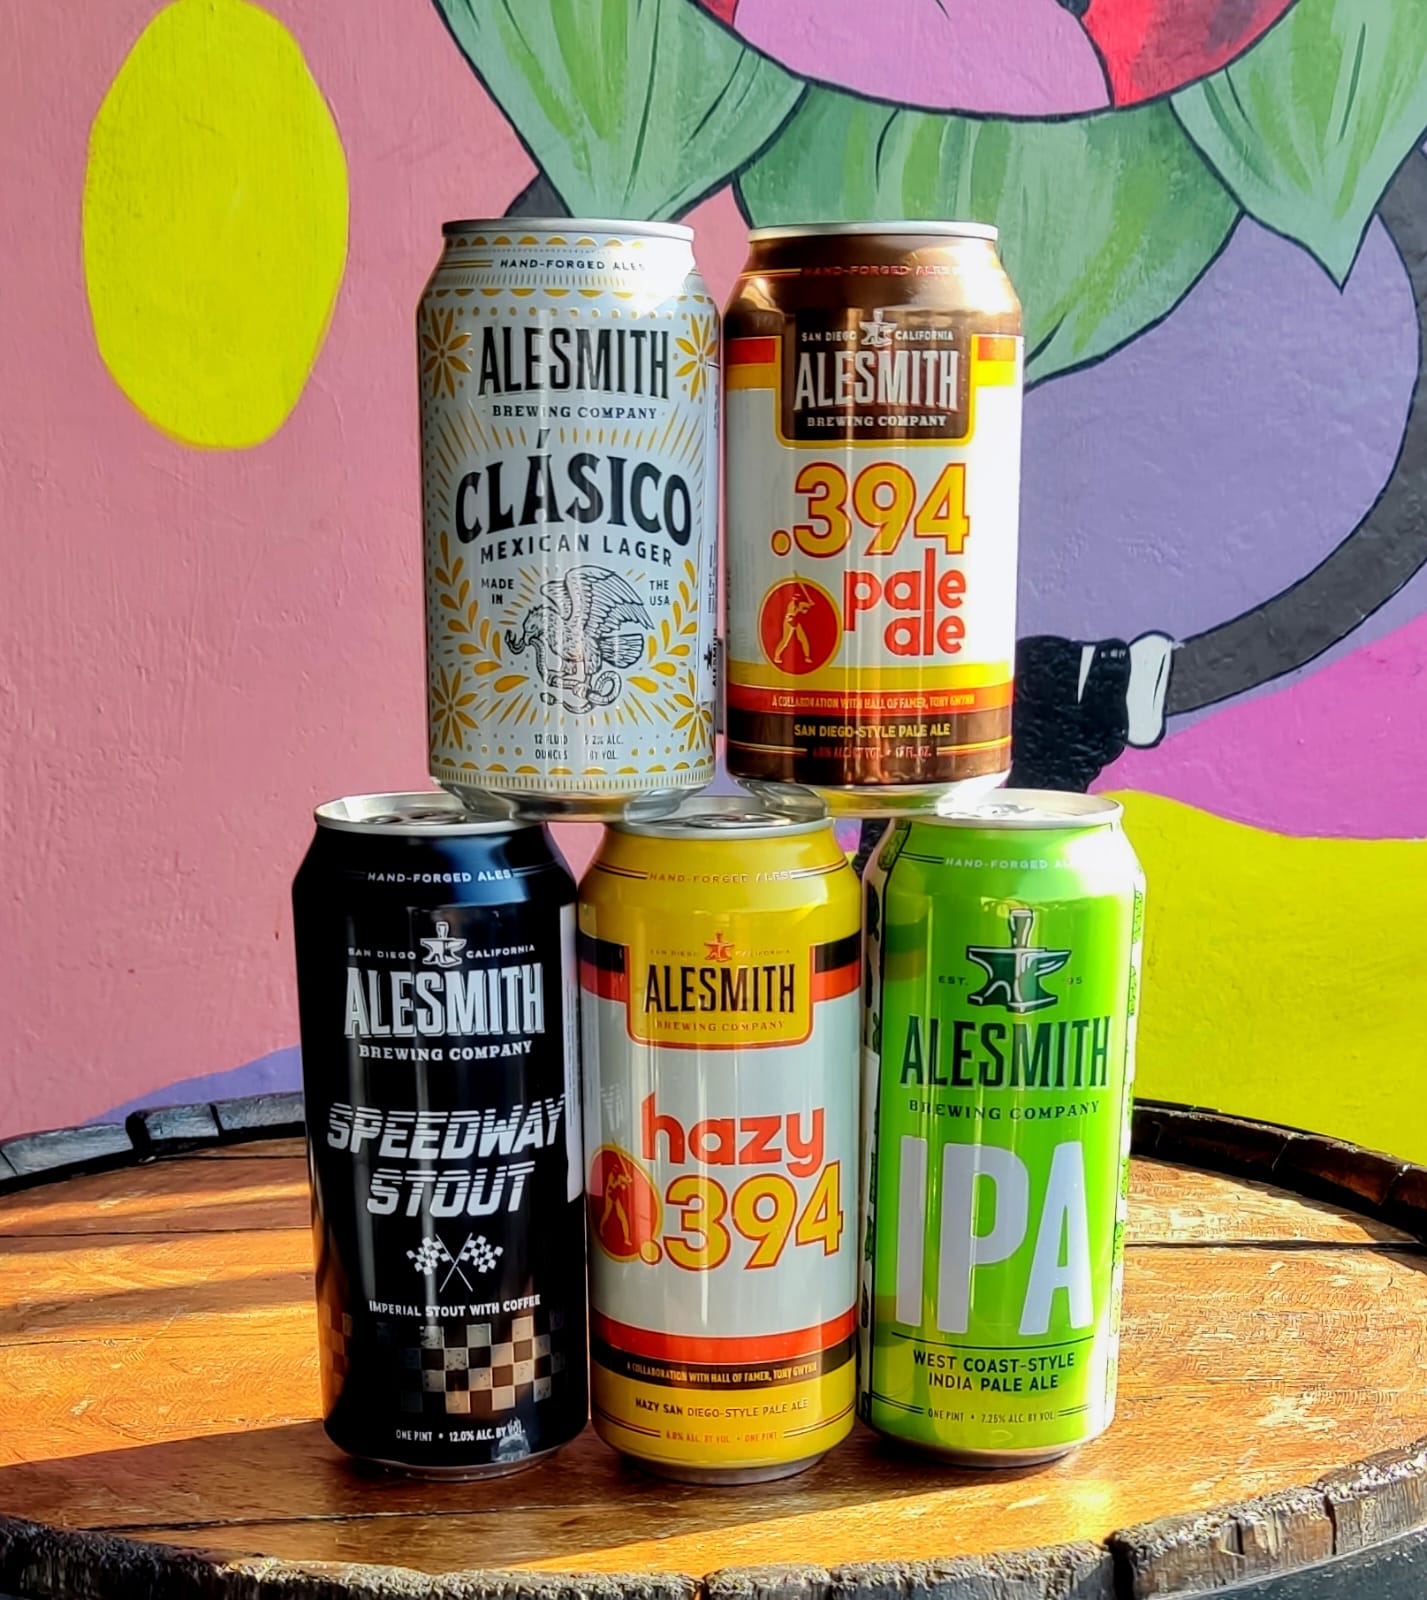 HAND-FORGED ALES
ALESMITH
BREWING COMPANY
CLÁSICO
MEXICAN LAGER
MADE IN
THE USA
12 FLUID OUNCES
5.2% ALC. BY VOL.
HAND-FORGED ALES
SAN DIEGO CALIFORNIA
ALESMITH
BREWING COMPANY
.394
pale
ale
A COLLABORATION WITH HALL OF FAMER, TONY GWYNN
SAN DIEGO-STYLE PALE ALE
HAND-FORGED ALES
SAN DIEGO CALIFORNIA
ALESMITH
BREWING COMPANY
SPEEDWAY
STOUT
IMPERIAL STOUT WITH COFFEE
ONE PINT • 12.0% ALC. BY VOL.
HAND-FORGED ALES
SAN DIEGO CALIFORNIA
ALESMITH
BREWING COMPANY
hazy
.394
A COLLABORATION WITH HALL OF FAMER, TONY GWYNN
HAZY SAN DIEGO-STYLE PALE ALE
6.0% ALC. BY VOL. • ONE PINT
HAND-FORGED
EST. '95
ALESMITH
BREWING COMPANY
IPA
WEST COAST-STYLE
INDIA PALE ALE
ONE PINT • 7.25% ALC. BY VOL.